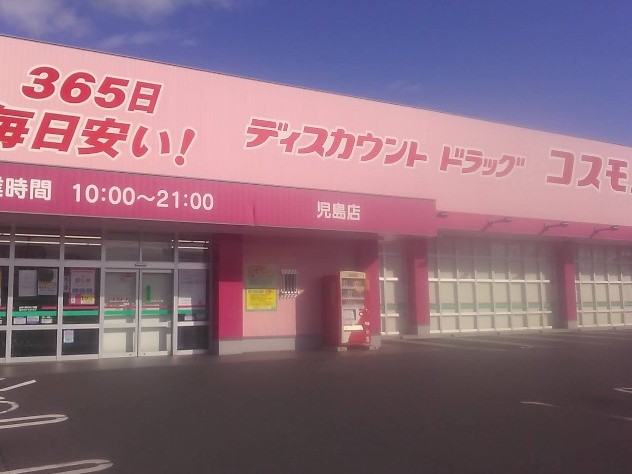 365日
毎日安い!
ディスカウント ドラッグ コスモ
業時間 10:00～21:00
児島店